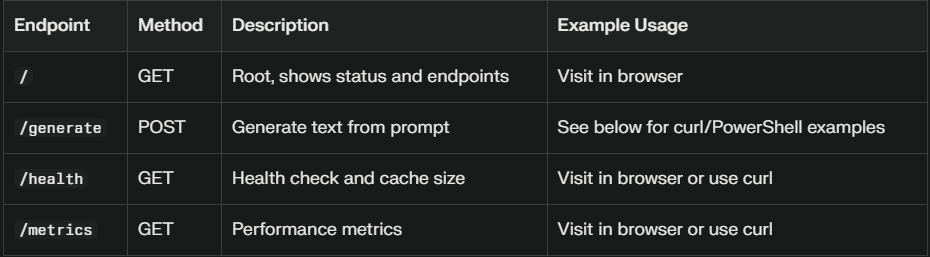 Endpoint Method Description Example Usage
/ GET Root, shows status and endpoints Visit in browser
/generate POST Generate text from prompt See below for curl/PowerShell examples
/health GET Health check and cache size Visit in browser or use curl
/metrics GET Performance metrics Visit in browser or use curl